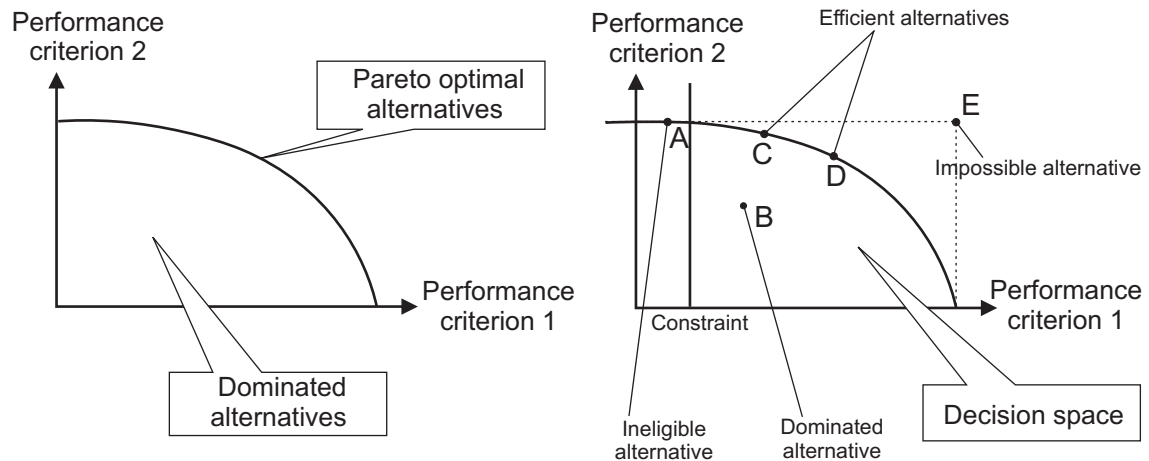 Performance
criterion 2
Pareto optimal
alternatives
Performance
criterion 1
Dominated
alternatives
Performance
criterion 2
Efficient alternatives
A
C
D
E
Impossible alternative
B
Performance
criterion 1
Constraint
Ineligible
alternative
Dominated
alternative
Decision space